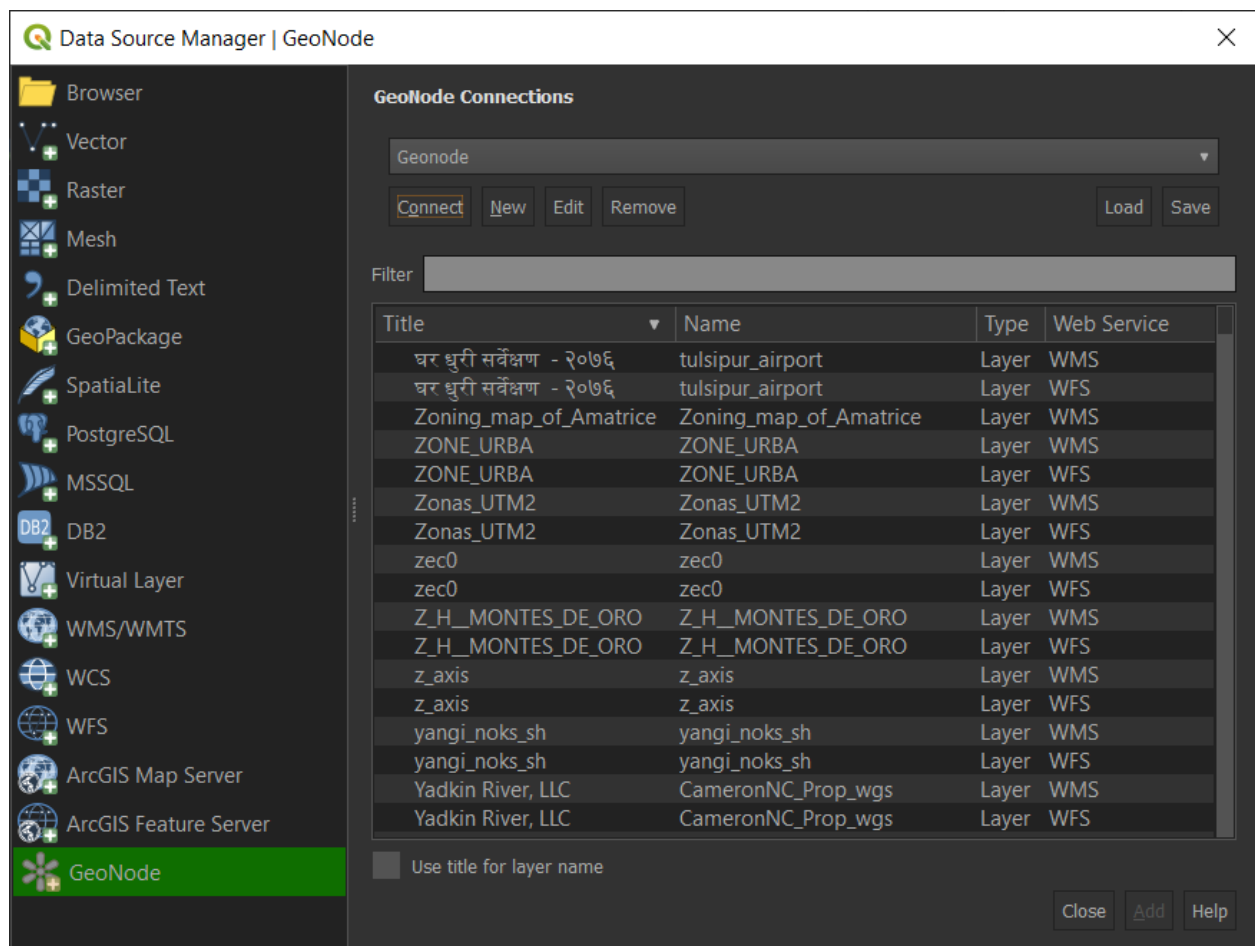 Data Source Manager | GeoNode
Browser
Vector
Raster
Mesh
Delimited Text
GeoPackage
SpatiaLite
PostgreSQL
MSSQL
DB2 DB2
Virtual Layer
WMS/WMTS
WCS
WFS
ArcGIS Map Server
ArcGIS Feature Server
GeoNode
GeoNode Connections
Geonode
Connect New Edit Remove Load Save
Filter
Title Name Type Web Service
घर धुरी सर्वेक्षण - २०७६ tulsipur_airport Layer WMS
घर धुरी सर्वेक्षण - २०७६ tulsipur_airport Layer WFS
Zoning_map_of_Amatrice Zoning_map_of_Amatrice Layer WMS
ZONE_URBA ZONE_URBA Layer WMS
ZONE_URBA ZONE_URBA Layer WFS
Zonas_UTM2 Zonas_UTM2 Layer WMS
Zonas_UTM2 Zonas_UTM2 Layer WFS
zec0 zec0 Layer WMS
zec0 zec0 Layer WFS
Z_H__MONTES_DE_ORO Z_H__MONTES_DE_ORO Layer WMS
Z_H__MONTES_DE_ORO Z_H__MONTES_DE_ORO Layer WFS
z_axis z_axis Layer WMS
z_axis z_axis Layer WFS
yangi_noks_sh yangi_noks_sh Layer WMS
yangi_noks_sh yangi_noks_sh Layer WFS
Yadkin River, LLC CameronNC_Prop_wgs Layer WMS
Yadkin River, LLC CameronNC_Prop_wgs Layer WFS
Use title for layer name
Close Add Help